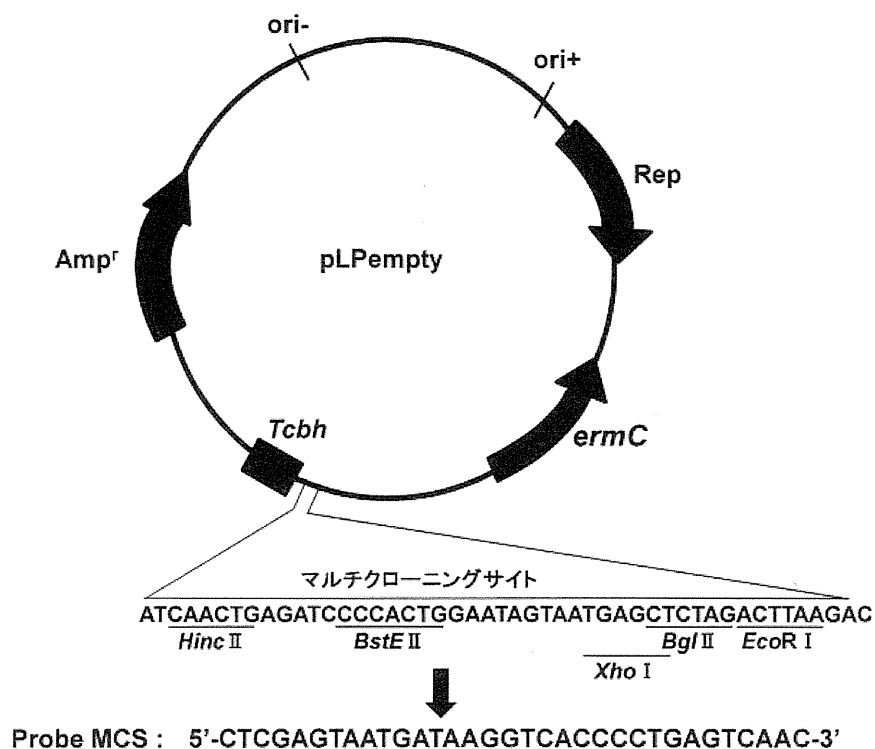 ori-
ori+
Rep
Ampʳ
pLPempty
Tcbh
ermC
マルチクローニングサイト
ATCAACTGAGATCCCCACTGGAATAGTAATGAGCTCTAGACTTAAGAC
HincⅡ
BstEⅡ
BglⅡ
EcoRⅠ
XhoⅠ
Probe MCS : 5'-CTCGAGTAATGATAAGGTCACCCCTGAGTCAAC-3'